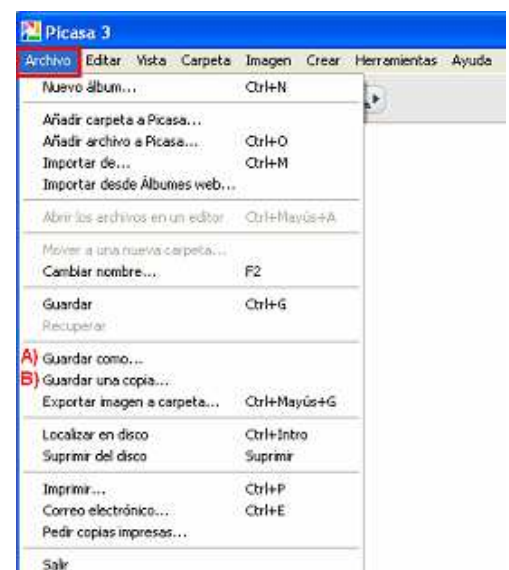 Picasa 3
Archivo Editar Vista Carpeta Imagen Crear Herramientas Ayuda
Nuevo álbum... Ctrl+N
Añadir carpeta a Picasa...
Añadir archivo a Picasa... Ctrl+O
Importar de... Ctrl+M
Importar desde Álbumes web...
Abrir los archivos en un editor Ctrl+Mayús+A
Mover a una nueva carpeta...
Cambiar nombre... F2
Guardar Ctrl+G
Recuperar
A) Guardar como...
B) Guardar una copia...
Exportar imagen a carpeta... Ctrl+Mayús+G
Localizar en disco Ctrl+Intro
Suprimir del disco Suprimir
Imprimir... Ctrl+P
Correo electrónico... Ctrl+E
Pedir copias impresas...
Salir